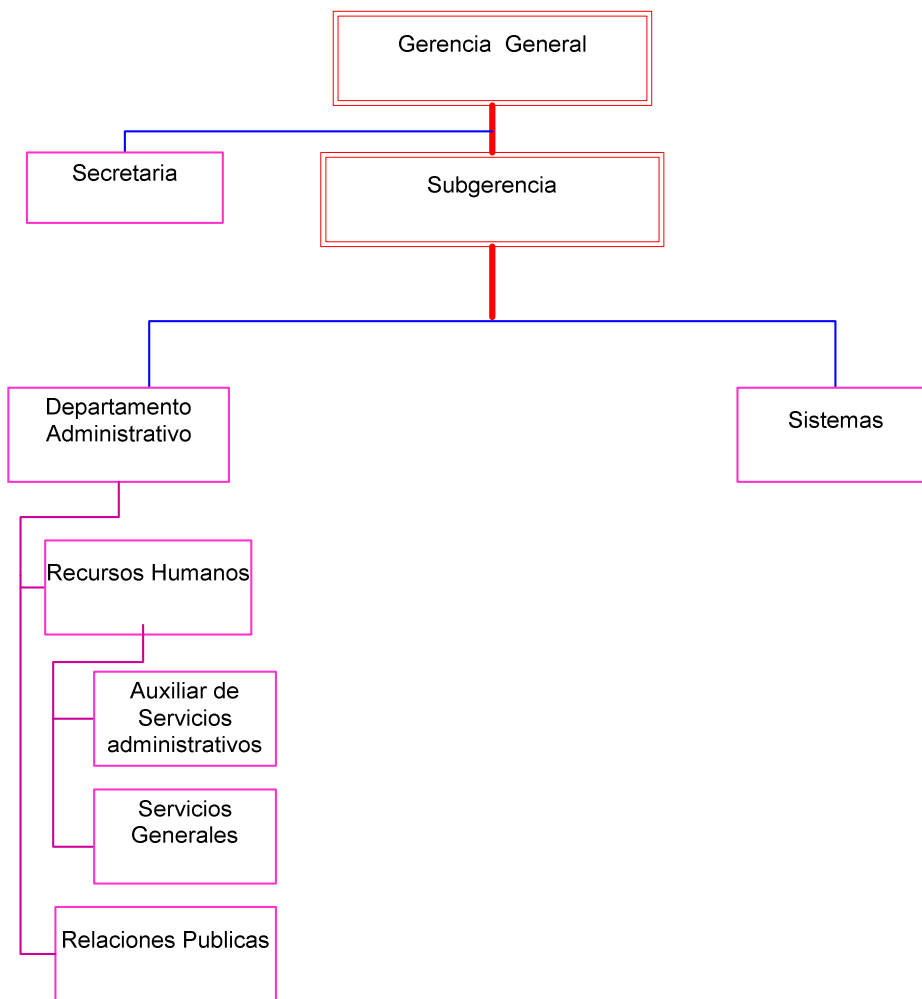 Gerencia General
Secretaria
Subgerencia
Departamento
Administrativo
Sistemas
Recursos Humanos
Auxiliar de
Servicios
administrativos
Servicios
Generales
Relaciones Publicas